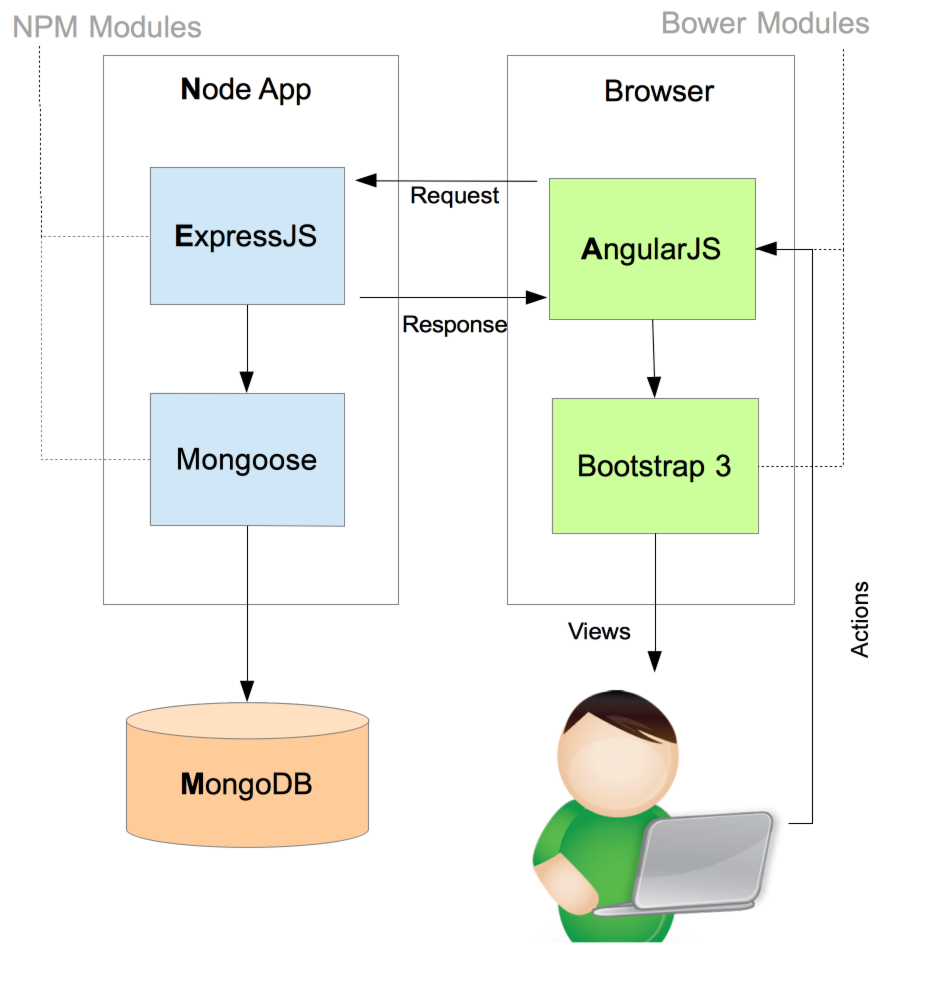 NPM Modules
Bower Modules
Node App
Browser
Request
ExpressJS
AngularJS
Response
Mongoose
Bootstrap 3
Views
Actions
MongoDB